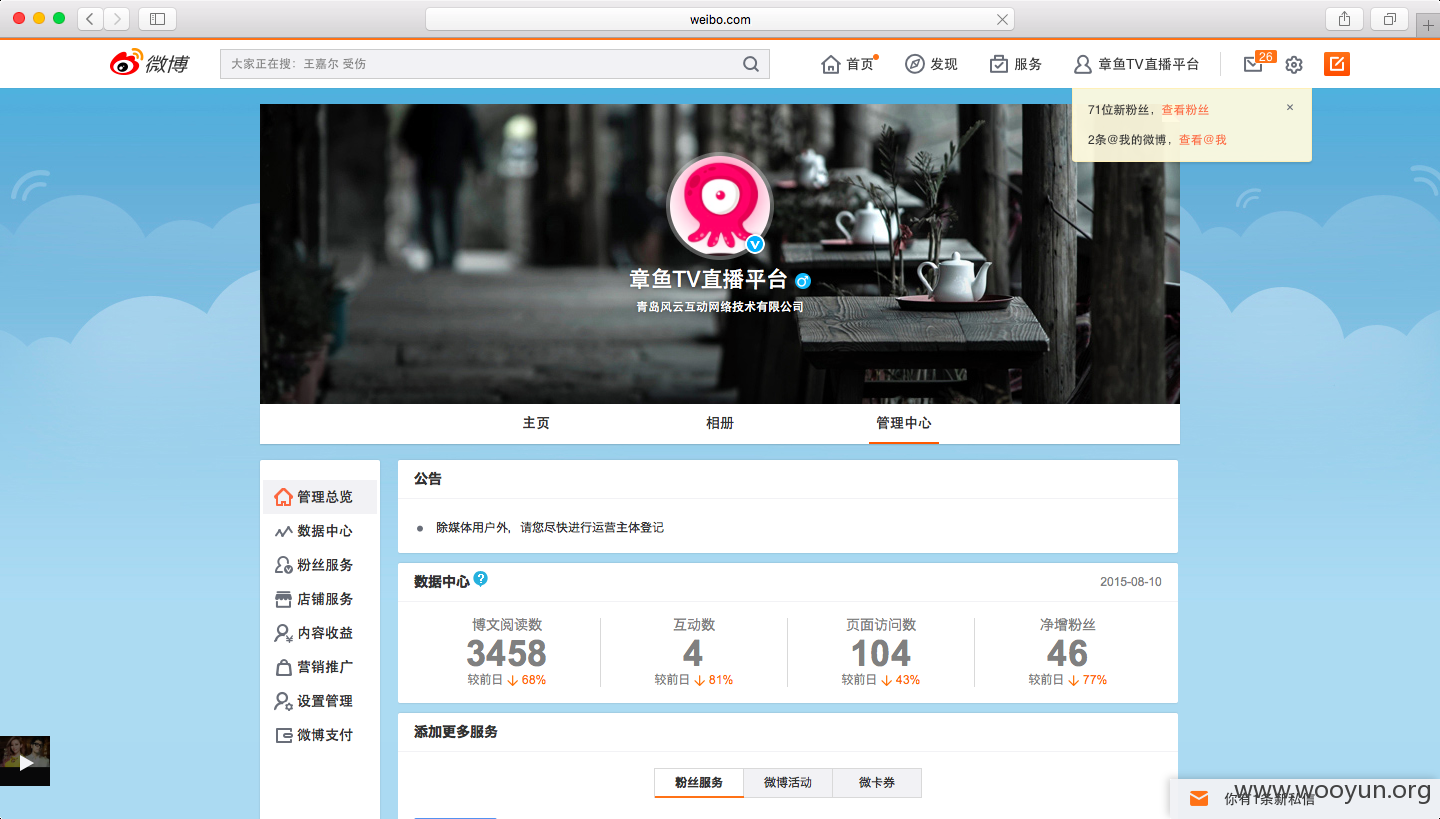 weibo.com
微博
大家正在搜：王嘉尔 受伤
首页
发现
服务
章鱼TV直播平台
26
71位新粉丝，查看粉丝
2条@我的微博，查看@我
章鱼TV直播平台
青岛风云互动网络技术有限公司
主页
相册
管理中心
管理总览
数据中心
粉丝服务
店铺服务
内容收益
营销推广
设置管理
微博支付
公告
除媒体用户外，请您尽快进行运营主体登记
数据中心
2015-08-10
博文阅读数
3458
较前日 ↓ 68%
互动数
4
较前日 ↓ 81%
页面访问数
104
较前日 ↓ 43%
净增粉丝
46
较前日 ↓ 77%
添加更多服务
粉丝服务
微博活动
微卡券
你有1条新私信
www.wooyun.org